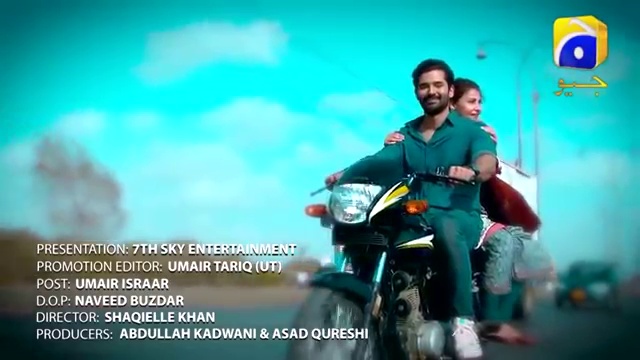 جیو
PRESENTATION: 7TH SKY ENTERTAINMENT
PROMOTION EDITOR: UMAIR TARIQ (UT)
POST: UMAIR ISRAAR
D.O.P: NAVEED BUZDAR
DIRECTOR: SHAQIELLE KHAN
PRODUCERS: ABDULLAH KADWANI & ASAD QURESHI